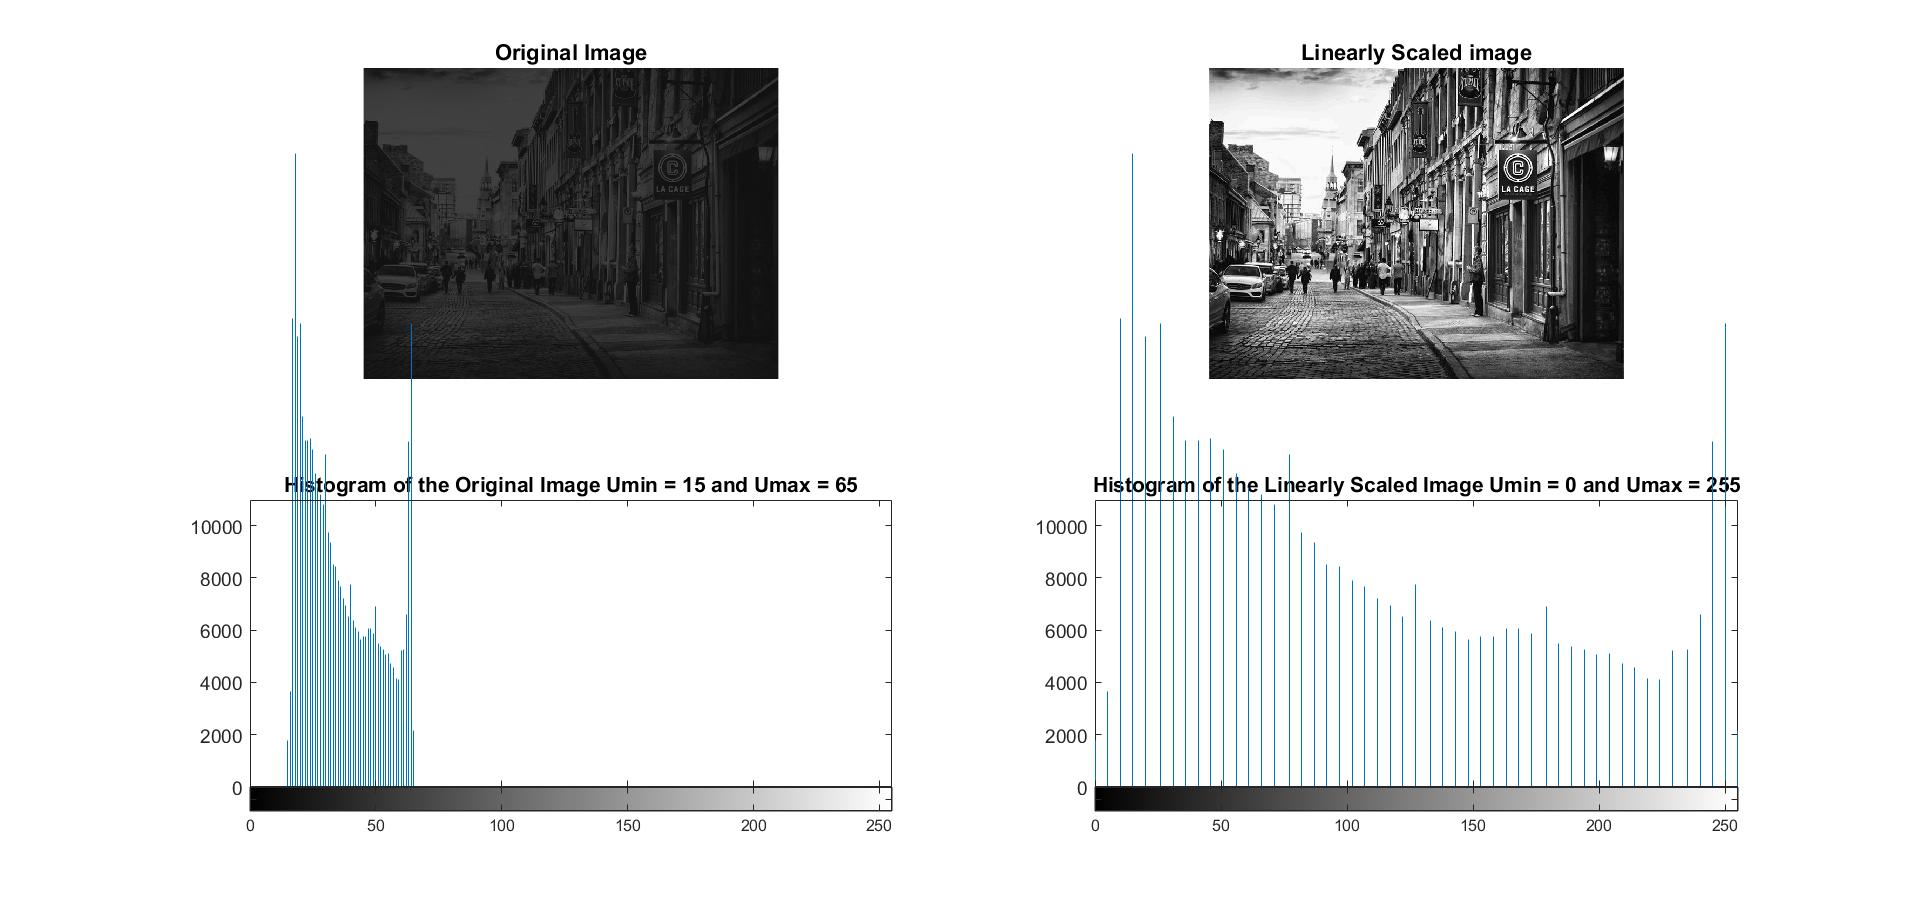 Original Image
Linearly Scaled image
C
LA CAGE
C
LA CAGE
Histogram of the Original Image Umin = 15 and Umax = 65
10000
8000
6000
4000
2000
0
0 50 100 150 200 250
Histogram of the Linearly Scaled Image Umin = 0 and Umax = 255
10000
8000
6000
4000
2000
0
0 50 100 150 200 250